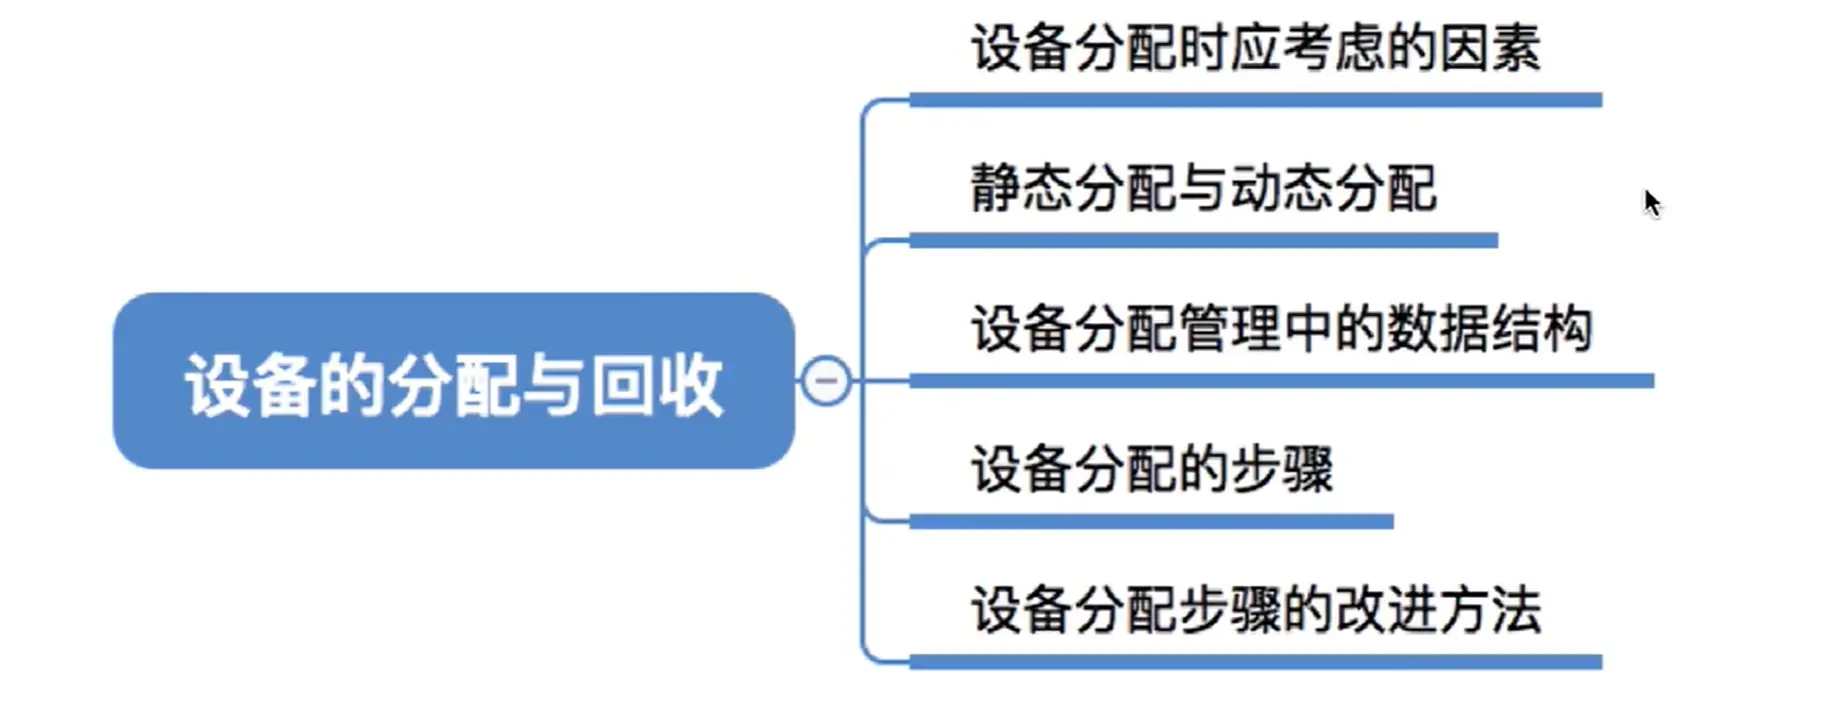 设备的分配与回收
设备分配时应考虑的因素
静态分配与动态分配
设备分配管理中的数据结构
设备分配的步骤
设备分配步骤的改进方法